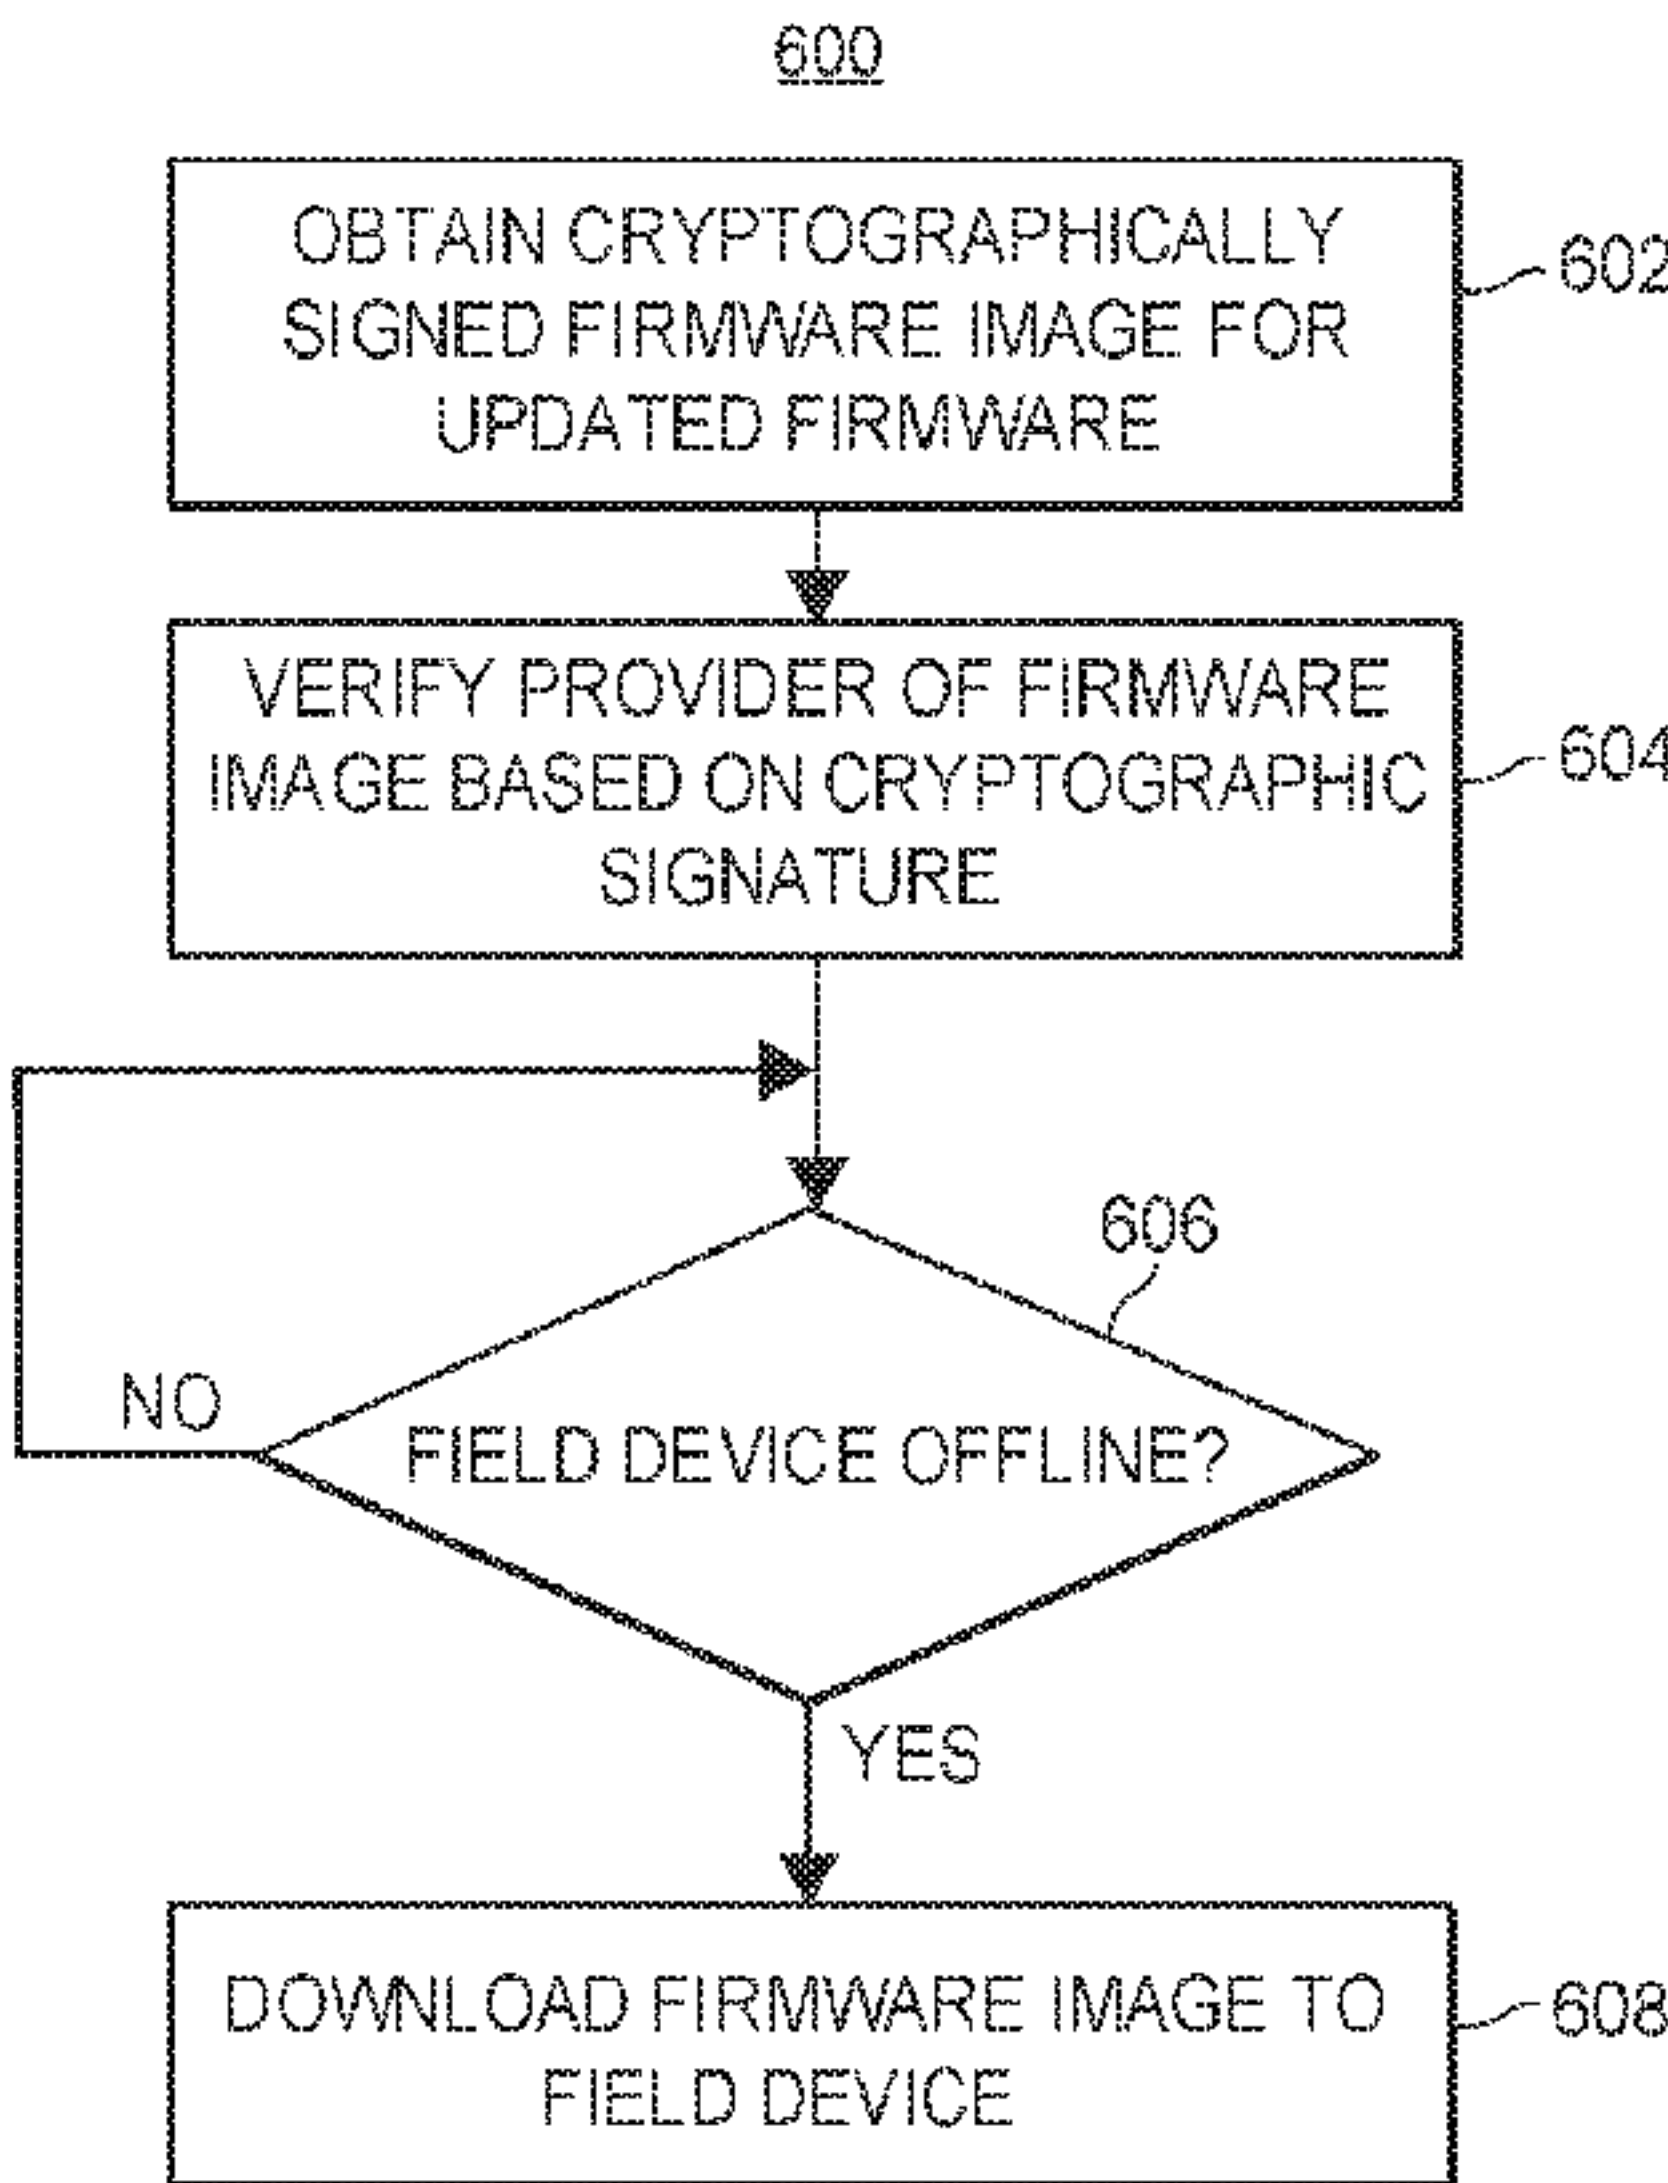 600
OBTAIN CRYPTOGRAPHICALLY
SIGNED FIRMWARE IMAGE FOR
UPDATED FIRMWARE
602
VERIFY PROVIDER OF FIRMWARE
IMAGE BASED ON CRYPTOGRAPHIC
SIGNATURE
604
606
NO
FIELD DEVICE OFFLINE?
YES
DOWNLOAD FIRMWARE IMAGE TO
FIELD DEVICE
608